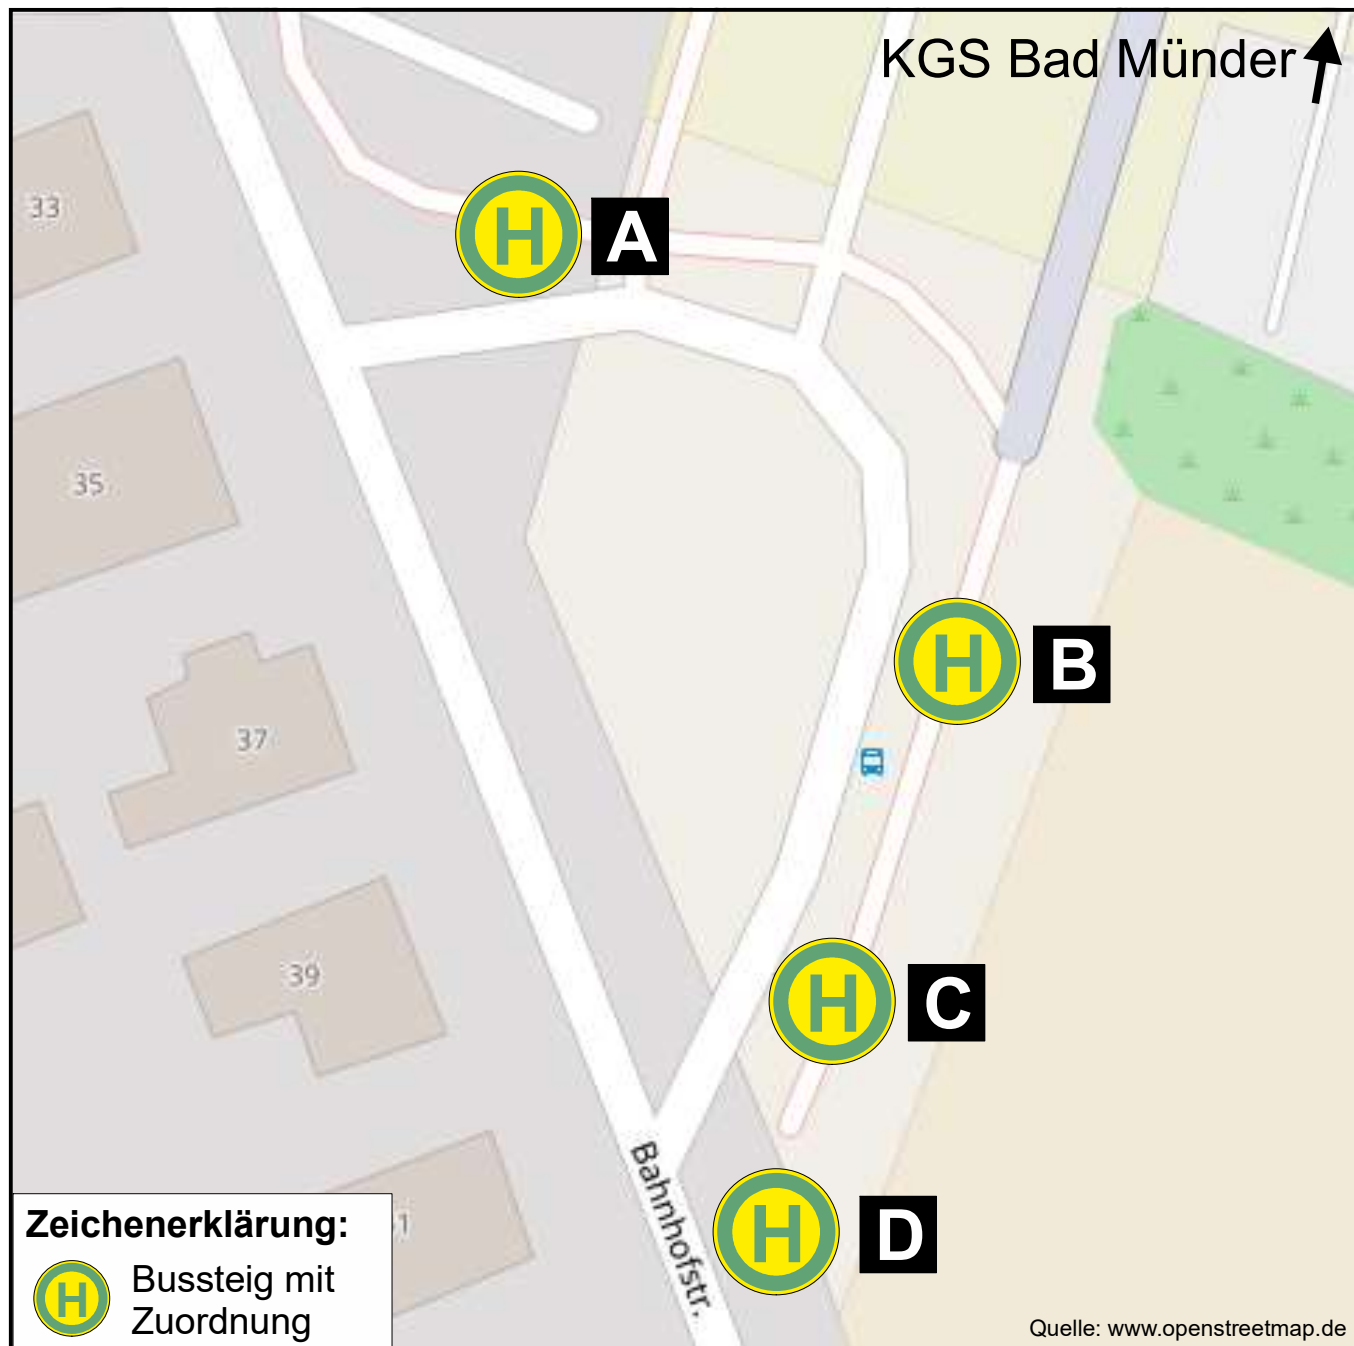 KGS Bad Münder
33
H A
35
H B
37
H C
39
Bahnhofstr.
H D
Zeichenerklärung:
H Bussteig mit
Zuordnung
Quelle: www.openstreetmap.de